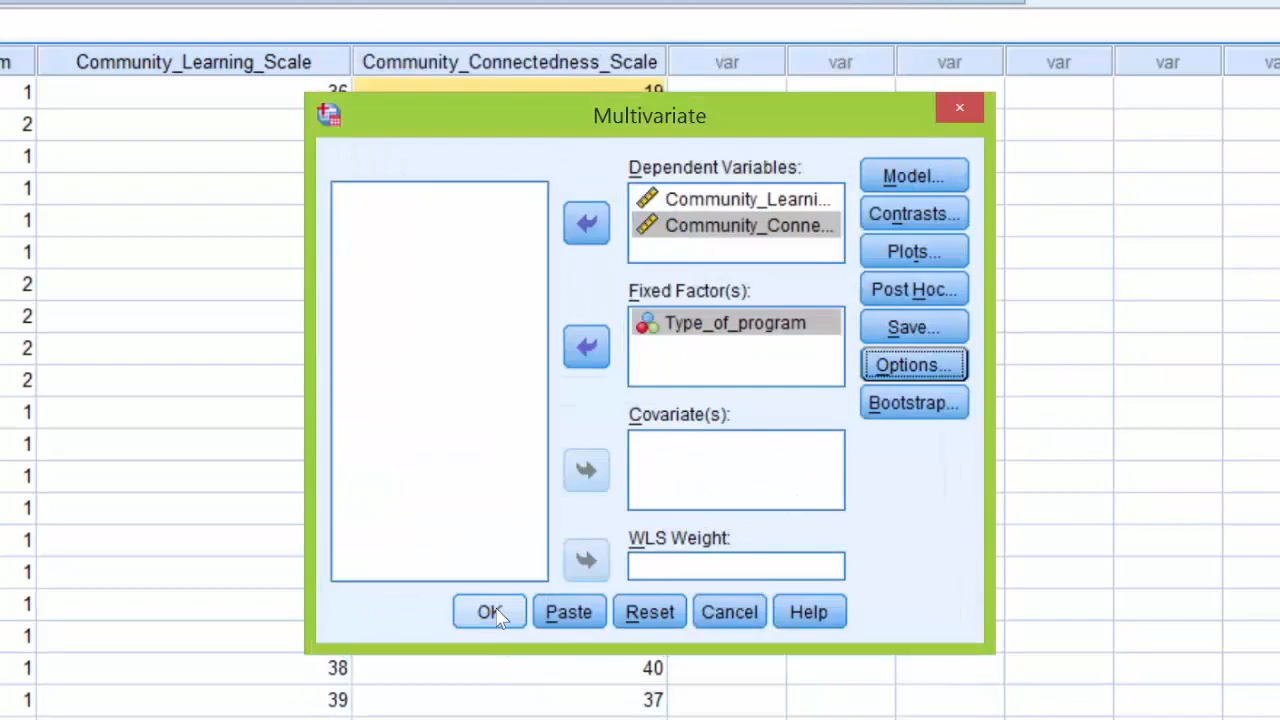 m Community_Learning_Scale Community_Connectedness_Scale var var var var var
1
2
1
1
1
1
2
2
2
2
1
1
1
1
1
1
1
1
1 38 40
1 39 37
Multivariate
Dependent Variables:
Community_Learni...
Community_Conne...
Fixed Factor(s):
Type_of_program
Covariate(s):
WLS Weight:
Model...
Contrasts...
Plots...
Post Hoc...
Save...
Options...
Bootstrap...
OK Paste Reset Cancel Help